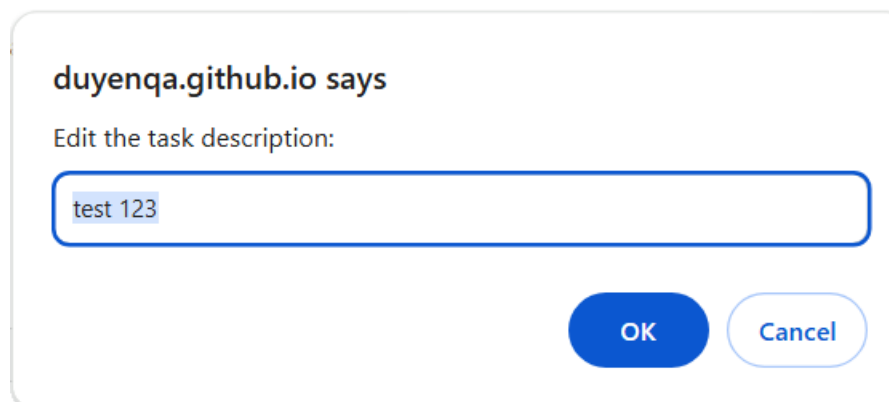 duyenqa.github.io says
Edit the task description:
test 123
OK
Cancel